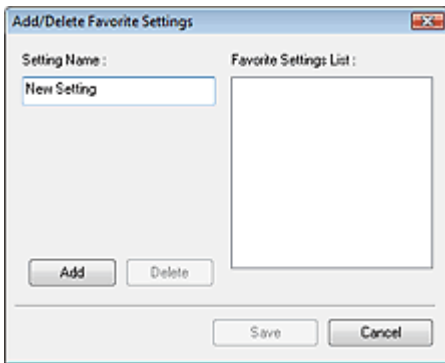 Add/Delete Favorite Settings
Setting Name :
Favorite Settings List :
New Setting
Add
Delete
Save
Cancel